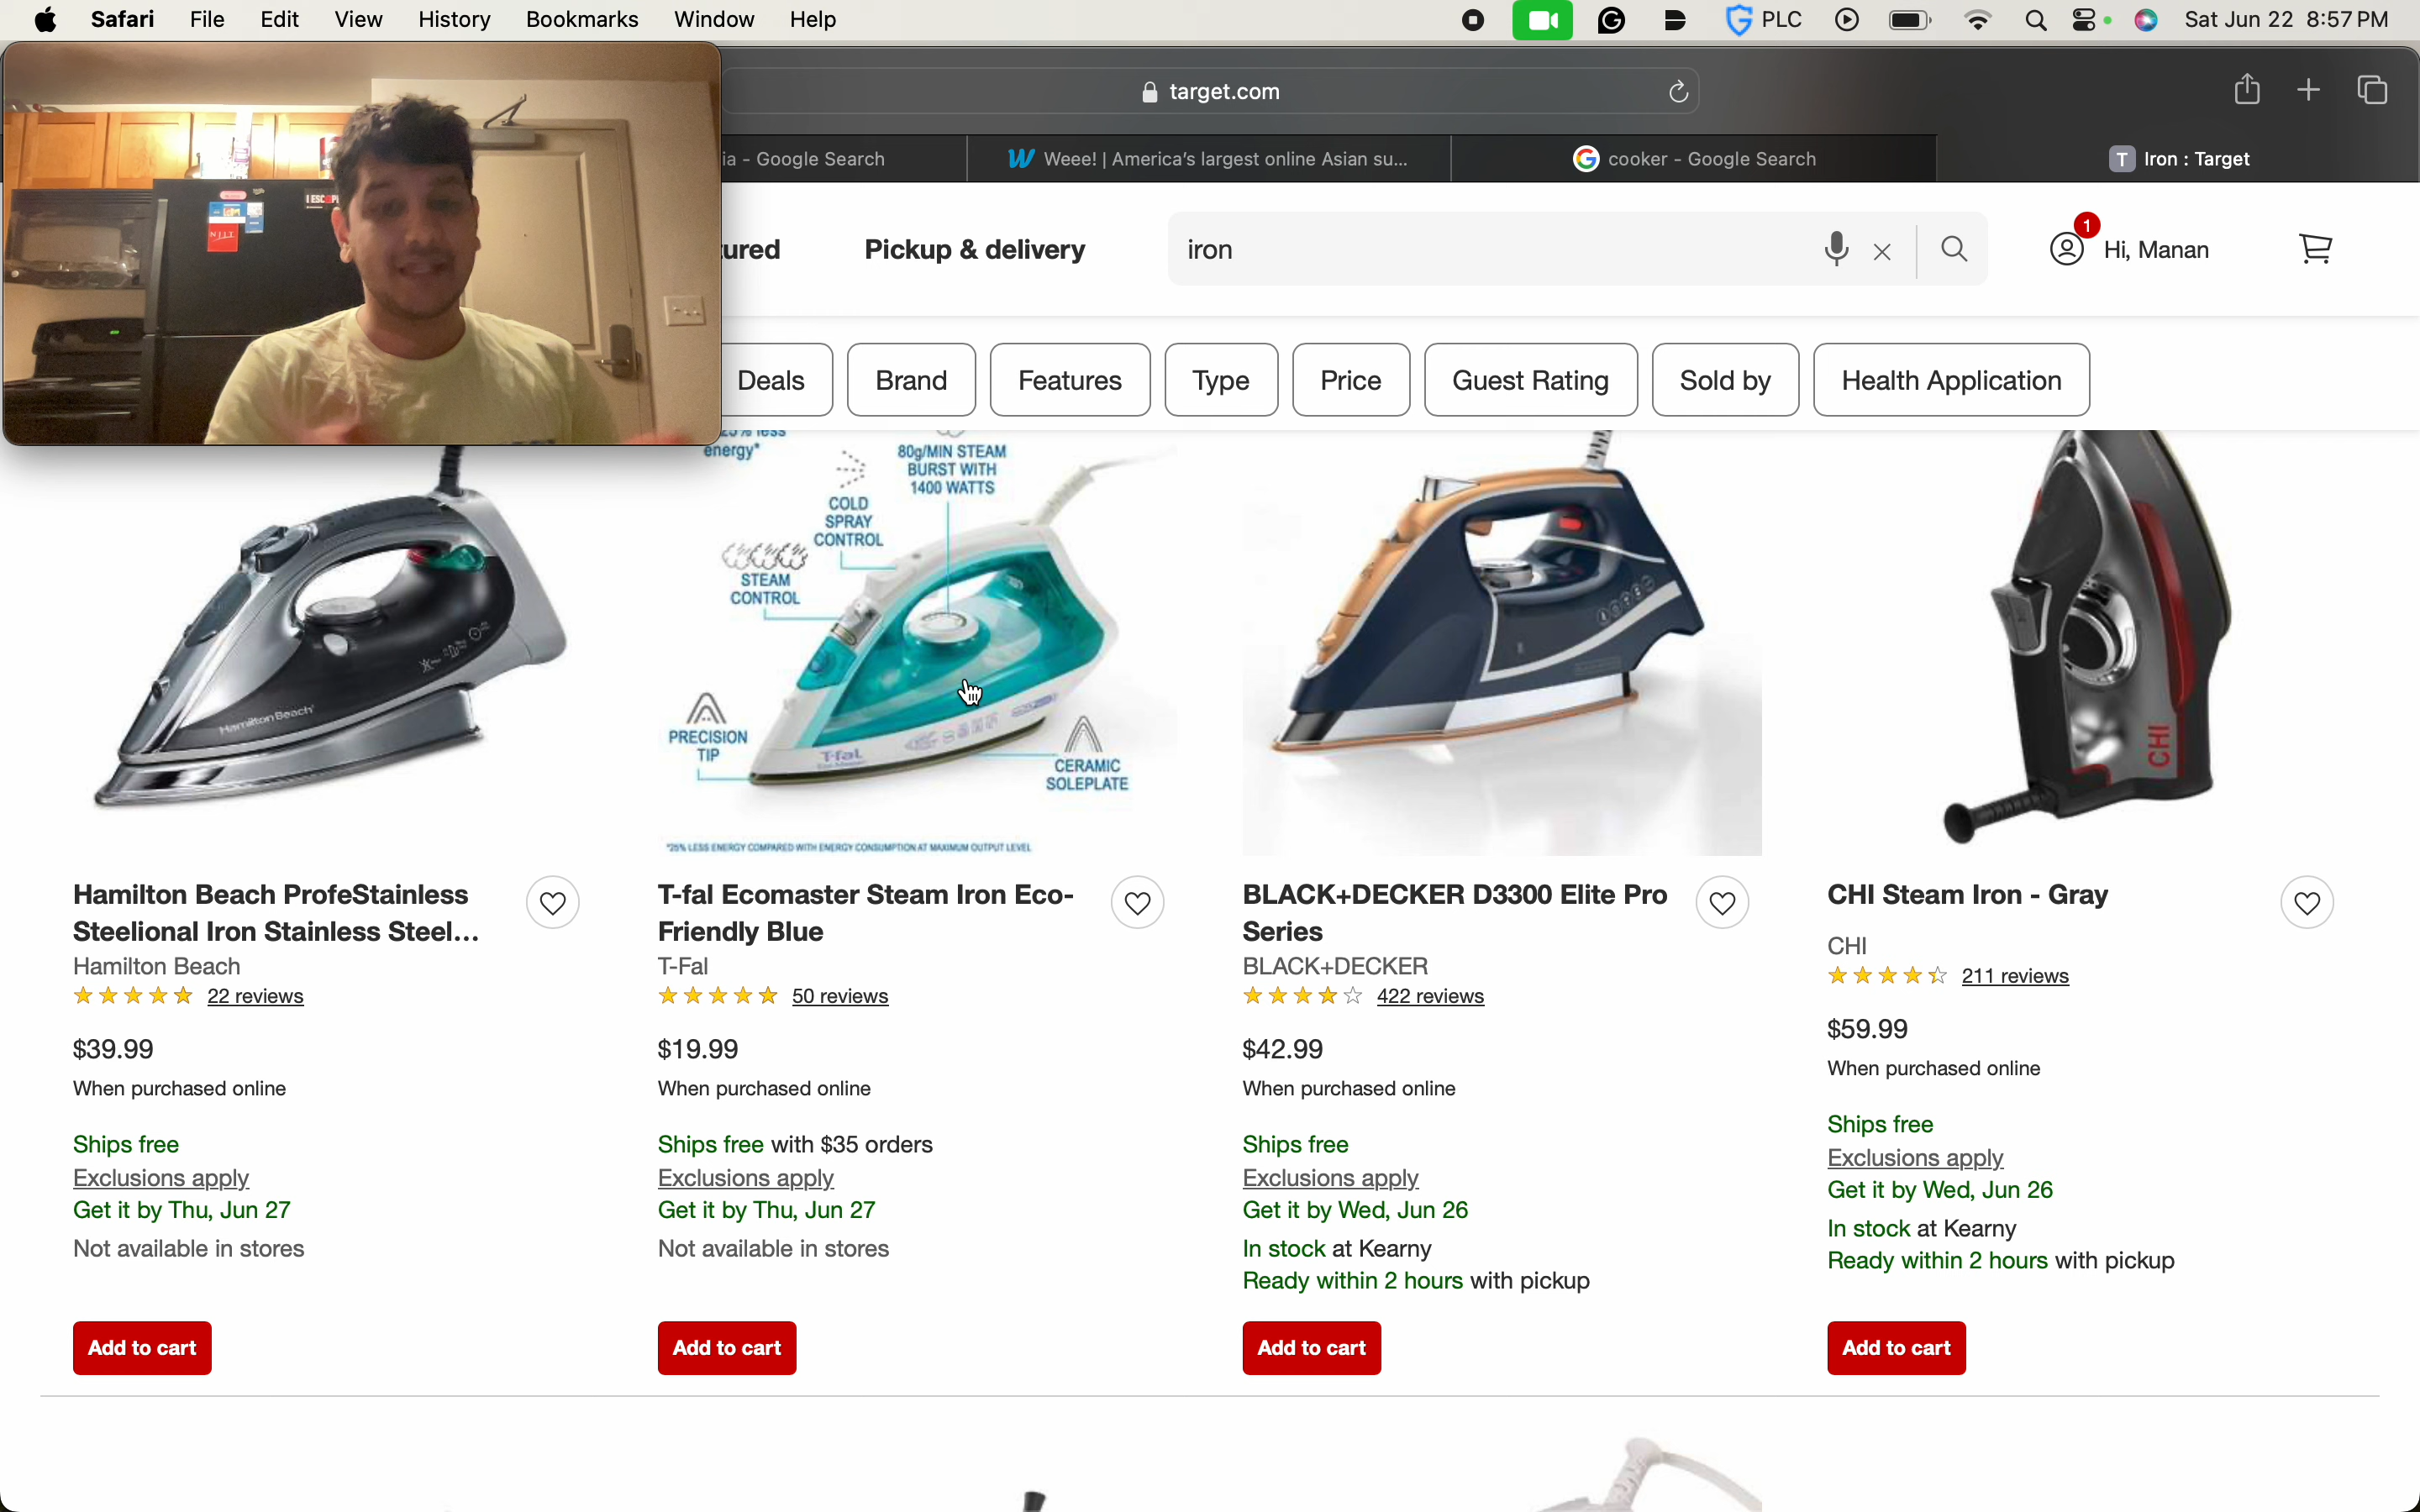 Safari File Edit View History Bookmarks Window Help PLC Sat Jun 22 8:57 PM
target.com
ia - Google Search Weee! | America's largest online Asian su... cooker - Google Search T Iron : Target
NJIT
tured Pickup & delivery iron 1 Hi, Manan
Deals Brand Features Type Price Guest Rating Sold by Health Application
25% less
energy*
80g/MIN STEAM
BURST WITH
1400 WATTS
COLD
SPRAY
CONTROL
STEAM
CONTROL
PRECISION
TIP
CERAMIC
SOLEPLATE
Hamilton Beach
T-fal
CHI
*25% LESS ENERGY COMPARED WITH ENERGY CONSUMPTION AT MAXIMUM OUTPUT LEVEL
Hamilton Beach ProfeStainless
Steelional Iron Stainless Steel...
Hamilton Beach
22 reviews
$39.99
When purchased online
Ships free
Exclusions apply
Get it by Thu, Jun 27
Not available in stores
Add to cart
T-fal Ecomaster Steam Iron Eco-
Friendly Blue
T-Fal
50 reviews
$19.99
When purchased online
Ships free with $35 orders
Exclusions apply
Get it by Thu, Jun 27
Not available in stores
Add to cart
BLACK+DECKER D3300 Elite Pro
Series
BLACK+DECKER
422 reviews
$42.99
When purchased online
Ships free
Exclusions apply
Get it by Wed, Jun 26
In stock at Kearny
Ready within 2 hours with pickup
Add to cart
CHI Steam Iron - Gray
CHI
211 reviews
$59.99
When purchased online
Ships free
Exclusions apply
Get it by Wed, Jun 26
In stock at Kearny
Ready within 2 hours with pickup
Add to cart